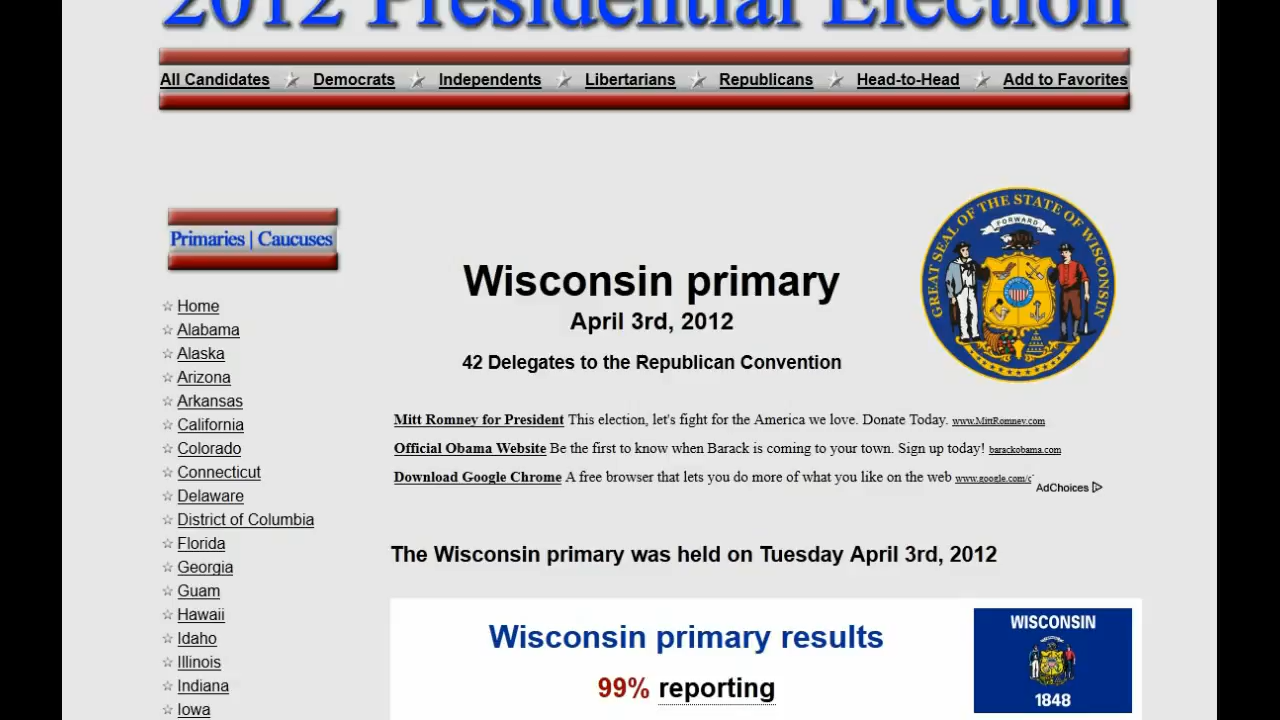 2012 Presidential Election
All Candidates Democrats Independents Libertarians Republicans Head-to-Head Add to Favorites
Primaries | Caucuses
☆ Home
☆ Alabama
☆ Alaska
☆ Arizona
☆ Arkansas
☆ California
☆ Colorado
☆ Connecticut
☆ Delaware
☆ District of Columbia
☆ Florida
☆ Georgia
☆ Guam
☆ Hawaii
☆ Idaho
☆ Illinois
☆ Indiana
☆ Iowa
Wisconsin primary
April 3rd, 2012
42 Delegates to the Republican Convention
GREAT SEAL OF THE STATE OF WISCONSIN
FORWARD
Mitt Romney for President This election, let's fight for the America we love. Donate Today. www.MittRomney.com
Official Obama Website Be the first to know when Barack is coming to your town. Sign up today! barackobama.com
Download Google Chrome A free browser that lets you do more of what you like on the web www.google.com/c
AdChoices
The Wisconsin primary was held on Tuesday April 3rd, 2012
Wisconsin primary results
99% reporting
WISCONSIN
1848